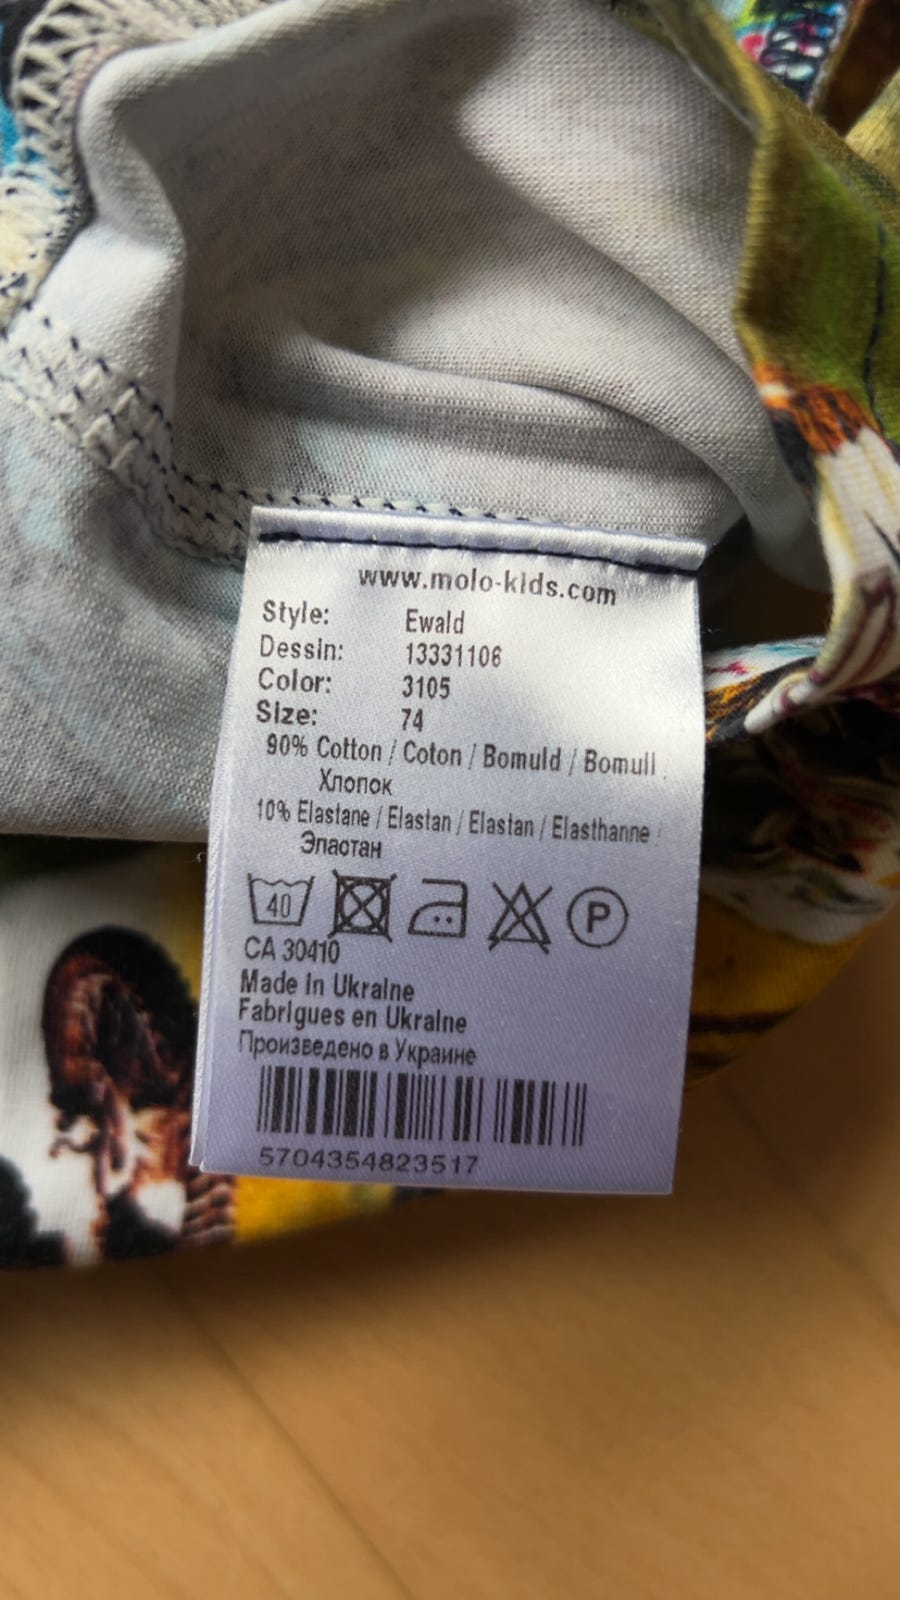 www.molo-kids.com
Style: Ewald
Dessin: 13331106
Color: 3105
Size: 74
90% Cotton / Coton / Bomuld / Bomull
Хлопок
10% Elastane / Elastan / Elastan / Elasthanne /
Эластан
40
P
CA 30410
Made in Ukraine
Fabrigues en Ukraine
Произведено в Украине
5704354823517